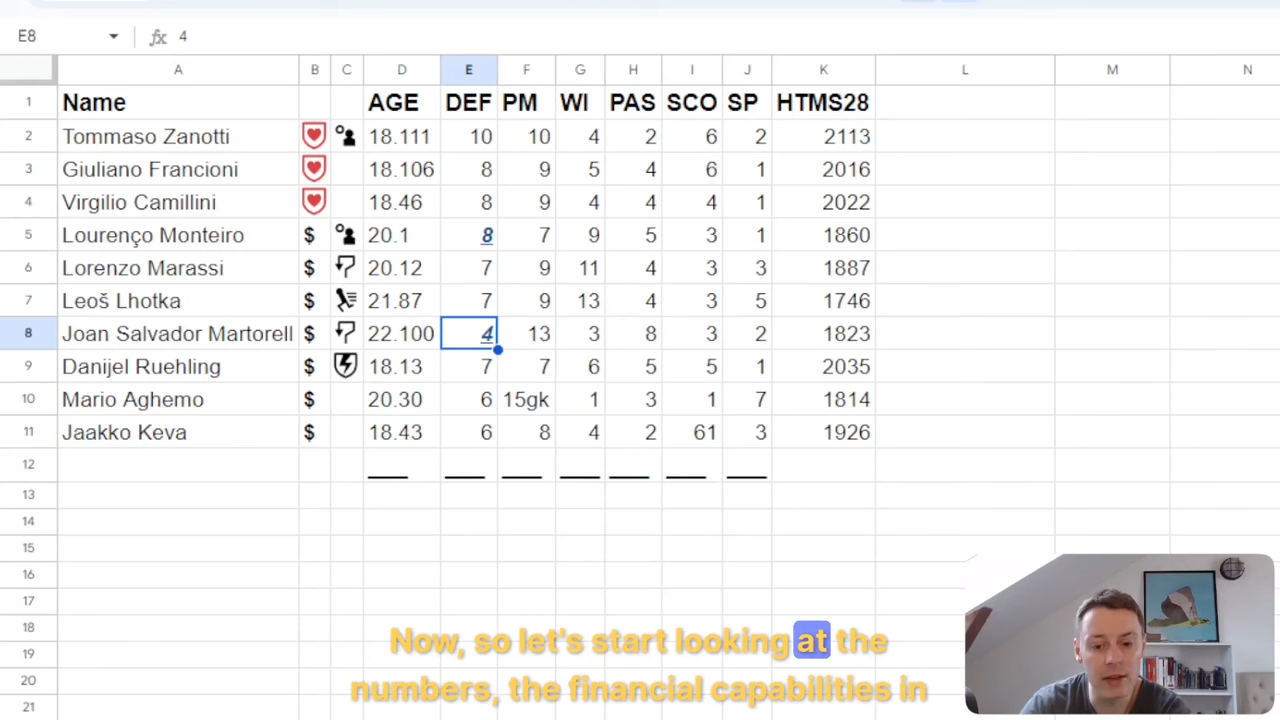 E8 fx 4
A B C D E F G H I J K L M N
1 Name AGE DEF PM WI PAS SCO SP HTMS28
2 Tommaso Zanotti 18.111 10 10 4 2 6 2 2113
3 Giuliano Francioni 18.106 8 9 5 4 6 1 2016
4 Virgilio Camillini 18.46 8 9 4 4 4 1 2022
5 Lourenço Monteiro $ 20.1 8 7 9 5 3 1 1860
6 Lorenzo Marassi $ 20.12 7 9 11 4 3 3 1887
7 Leoš Lhotka $ 21.87 7 9 13 4 3 5 1746
8 Joan Salvador Martorell $ 22.100 4 13 3 8 3 2 1823
9 Danijel Ruehling $ 18.13 7 7 6 5 5 1 2035
10 Mario Aghemo $ 20.30 6 15gk 1 3 1 7 1814
11 Jaakko Keva $ 18.43 6 8 4 2 61 3 1926
12
13
14
15
16
17
18
19
20
21
Now, so let's start looking at the
numbers, the financial capabilities in